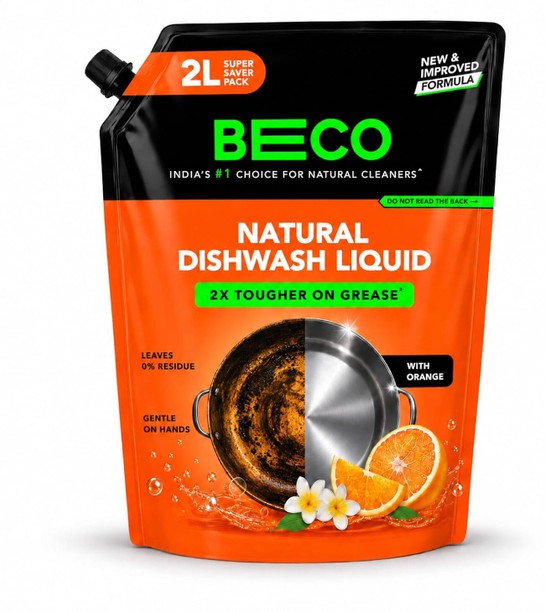 2L SUPER
SAVER
PACK
NEW &
IMPROVED
FORMULA
BECO
INDIA'S #1 CHOICE FOR NATURAL CLEANERS^
DO NOT READ THE BACK →
NATURAL
DISHWASH LIQUID
2X TOUGHER ON GREASE*
LEAVES
0% RESIDUE
WITH
ORANGE
GENTLE
ON HANDS